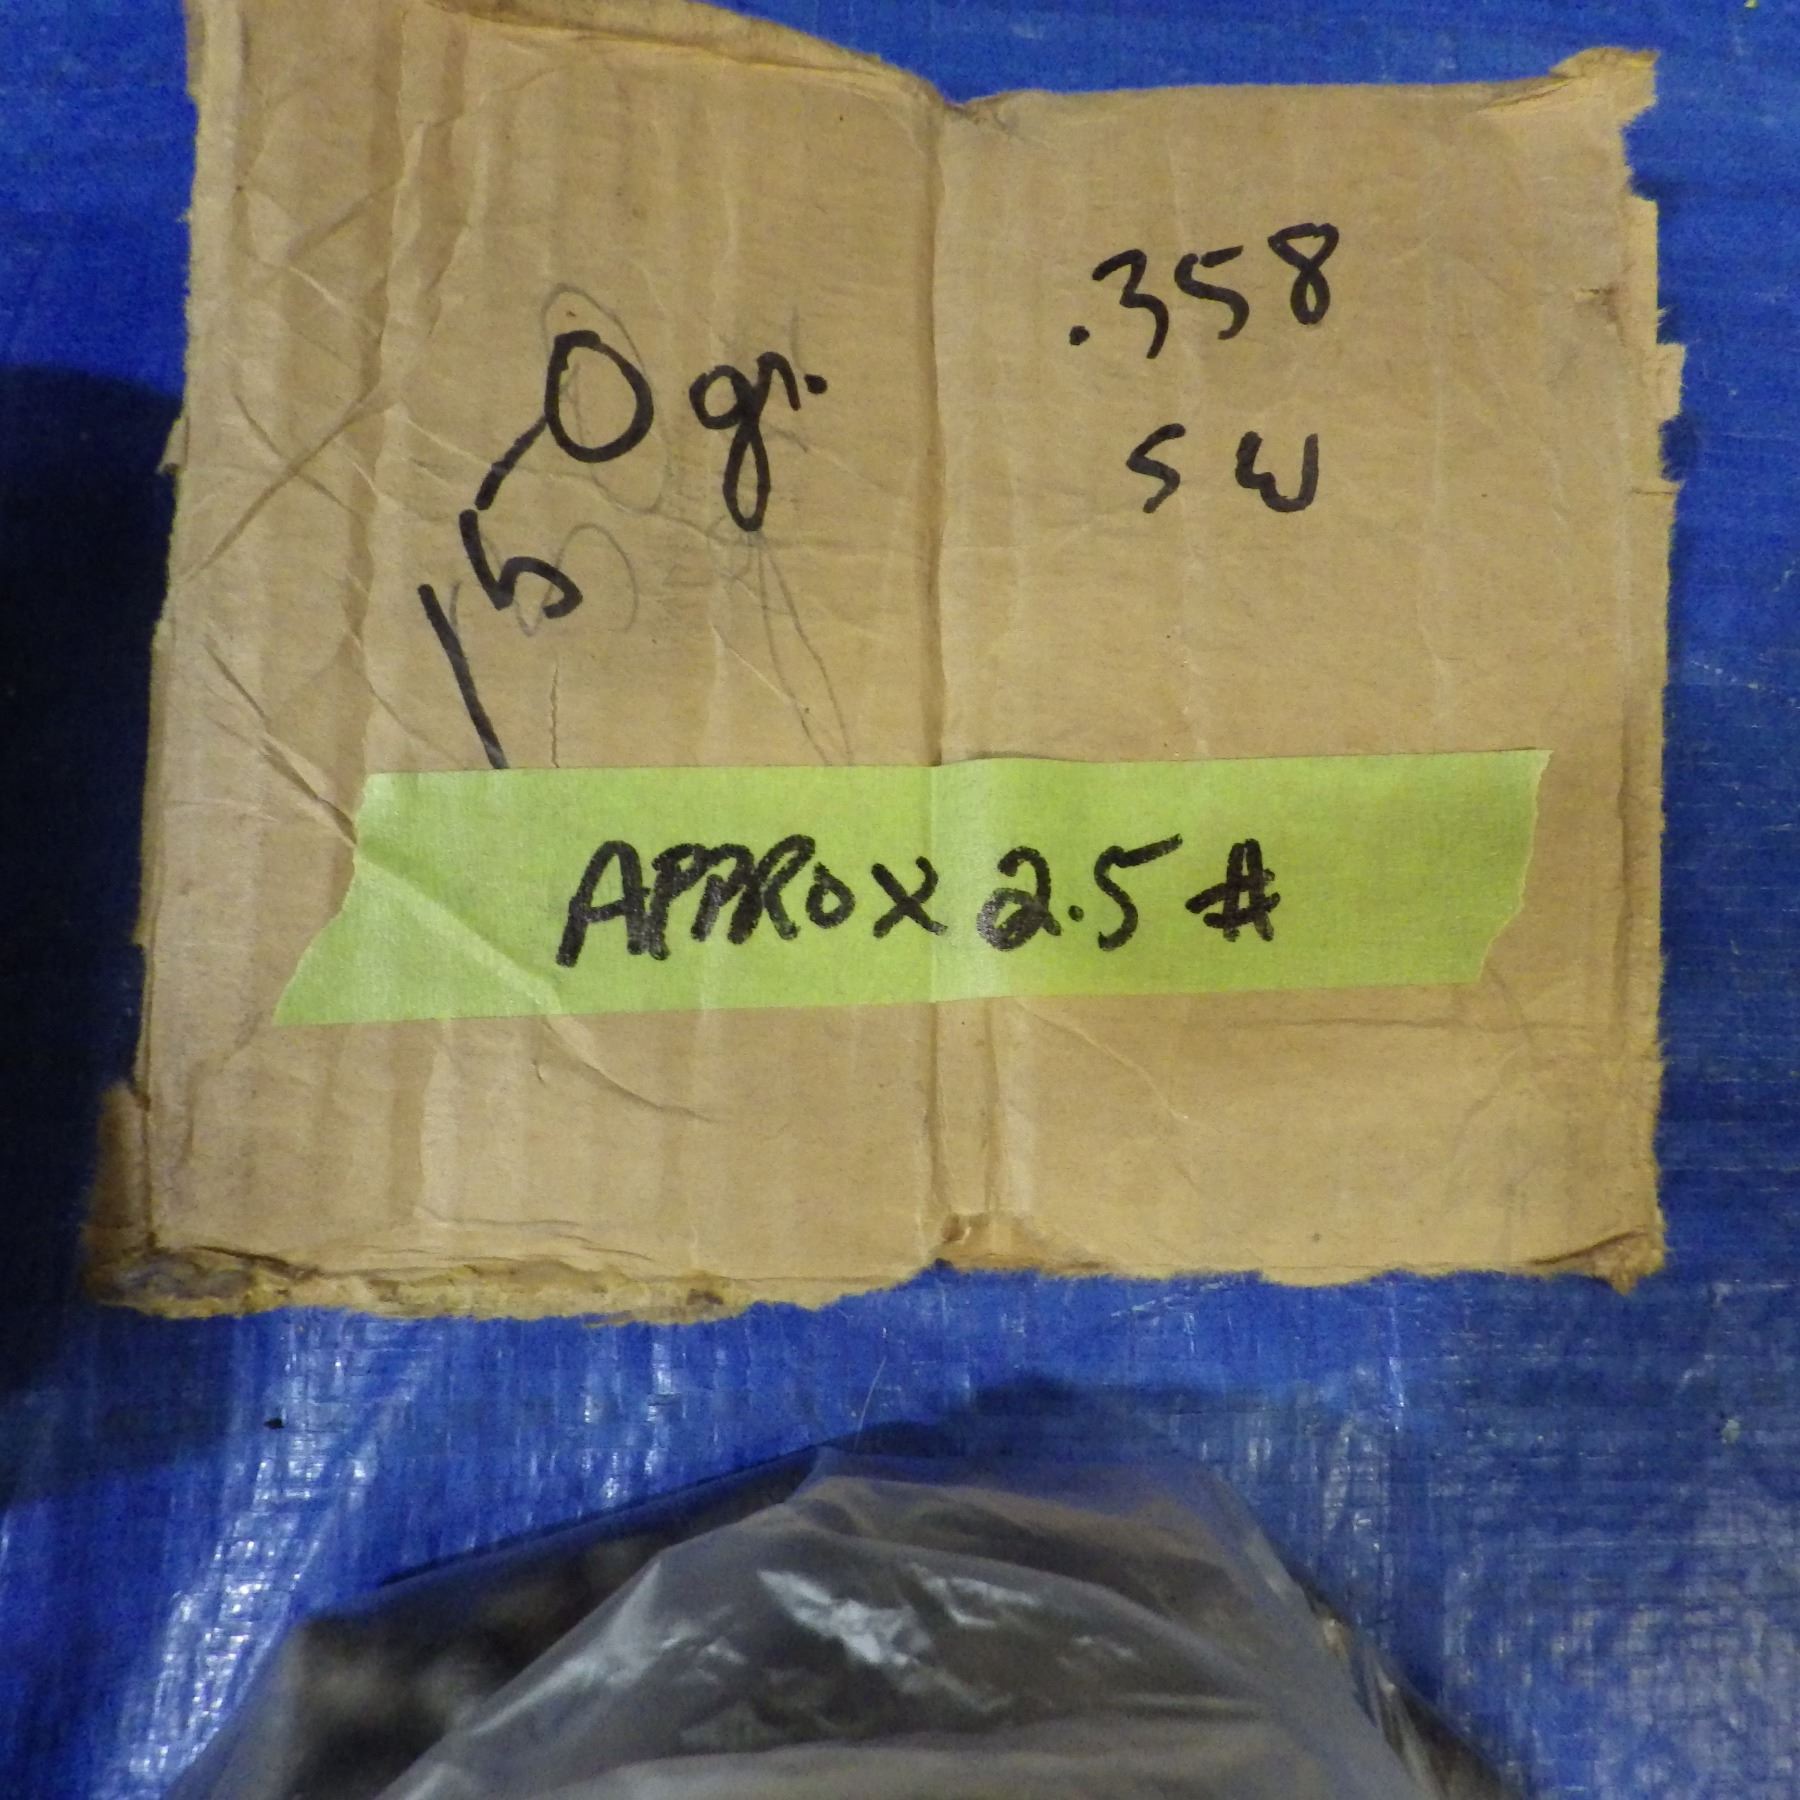 150 gr.
.358
SW
APPROX 2.5 #